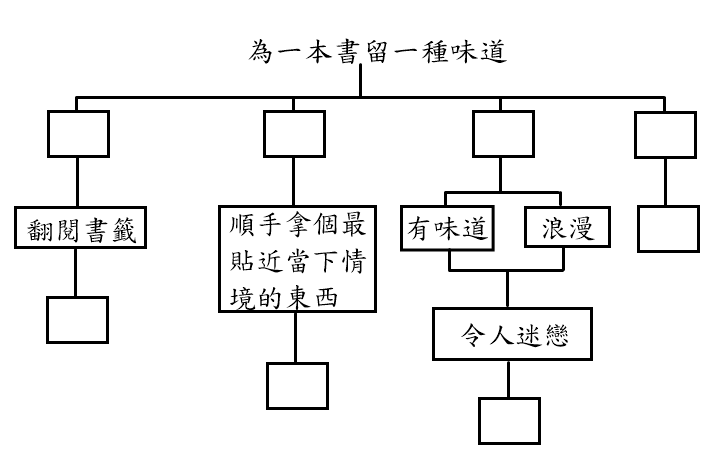 為一本書留一種味道
翻閱書籤
順手拿個最
貼近當下情
境的東西
有味道
浪漫
令人迷戀